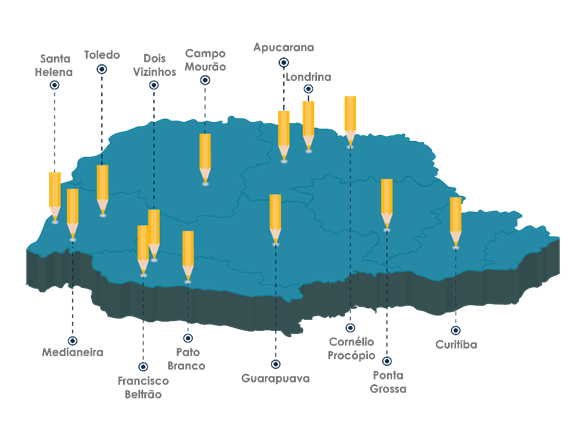 Santa
Helena
Toledo
Dois
Vizinhos
Campo
Mourão
Apucarana
Londrina
Medianeira
Francisco
Beltrão
Pato
Branco
Guarapuava
Cornélio
Procópio
Ponta
Grossa
Curitiba